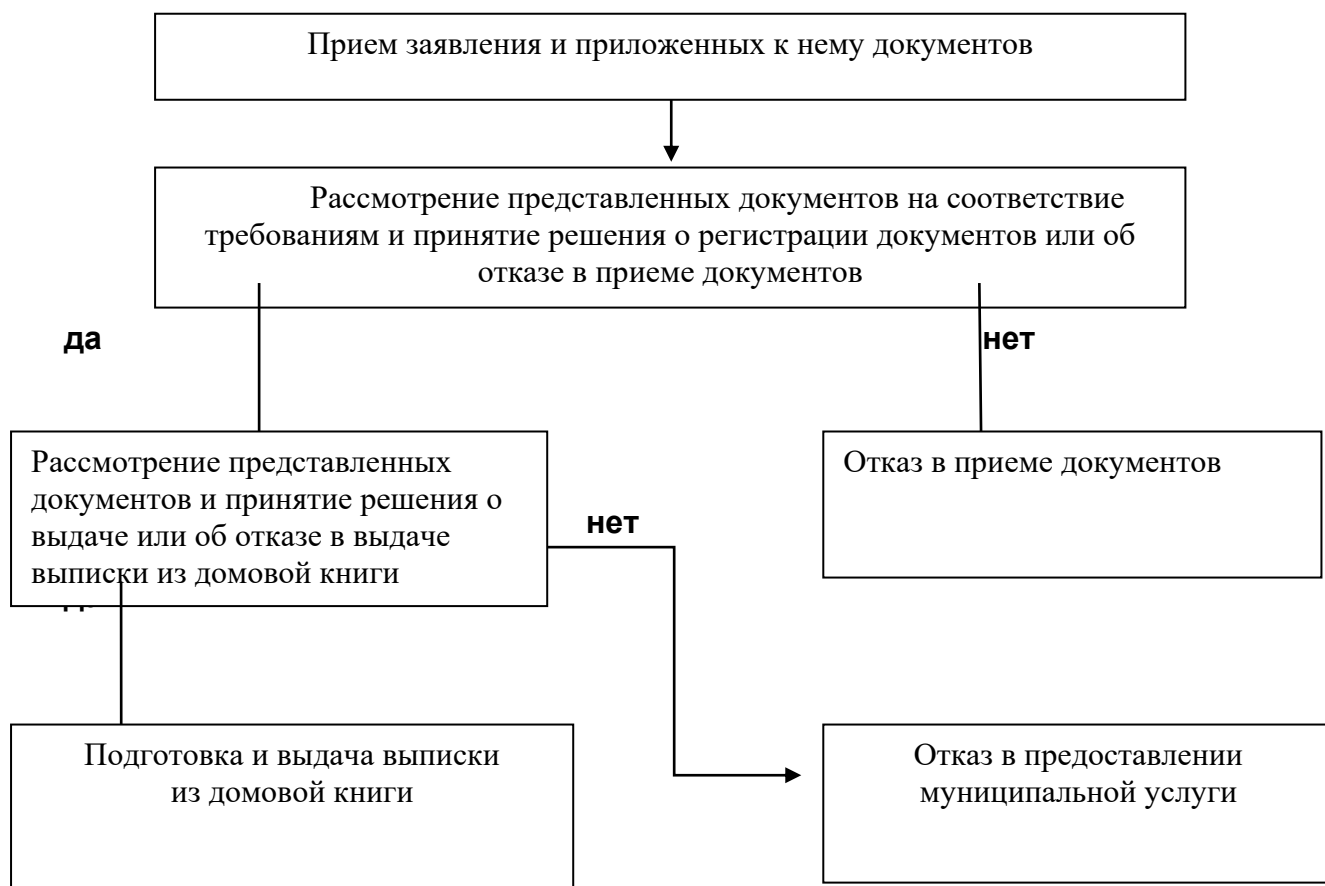 Прием заявления и приложенных к нему документов
Рассмотрение представленных документов на соответствие
требованиям и принятие решения о регистрации документов или об
отказе в приеме документов
да
нет
Рассмотрение представленных
документов и принятие решения о
выдаче или об отказе в выдаче
выписки из домовой книги
нет
Отказ в приеме документов
Подготовка и выдача выписки
из домовой книги
Отказ в предоставлении
муниципальной услуги